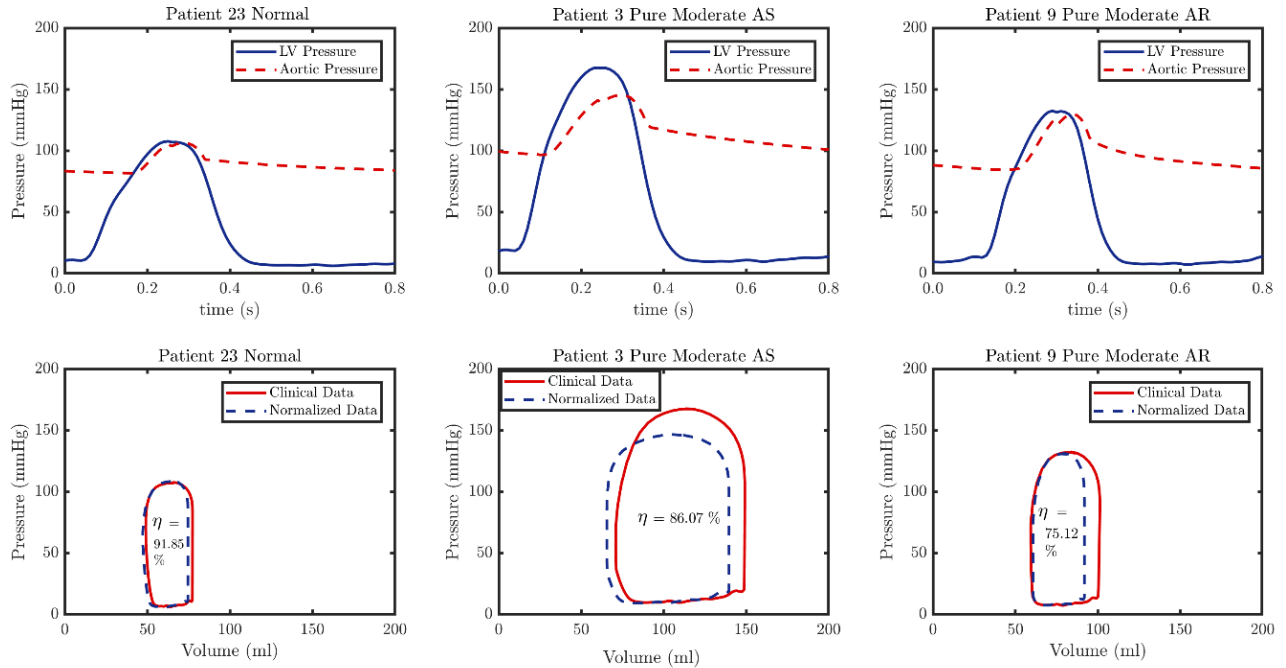 Patient 23 Normal
200
150
100
50
0
Pressure (mmHg)
LV Pressure
Aortic Pressure
0.0
0.2
0.4
0.6
0.8
time (s)
Patient 3 Pure Moderate AS
200
150
100
50
0
Pressure (mmHg)
LV Pressure
Aortic Pressure
0.0
0.2
0.4
0.6
0.8
time (s)
Patient 9 Pure Moderate AR
200
150
100
50
0
Pressure (mmHg)
LV Pressure
Aortic Pressure
0.0
0.2
0.4
0.6
0.8
time (s)
Patient 23 Normal
200
150
100
50
0
Pressure (mmHg)
Clinical Data
Normalized Data
η =
91.85
%
0
50
100
150
200
Volume (ml)
Patient 3 Pure Moderate AS
200
150
100
50
0
Pressure (mmHg)
Clinical Data
Normalized Data
η = 86.07 %
0
50
100
150
200
Volume (ml)
Patient 9 Pure Moderate AR
200
150
100
50
0
Pressure (mmHg)
Clinical Data
Normalized Data
η =
75.12
%
0
50
100
150
200
Volume (ml)